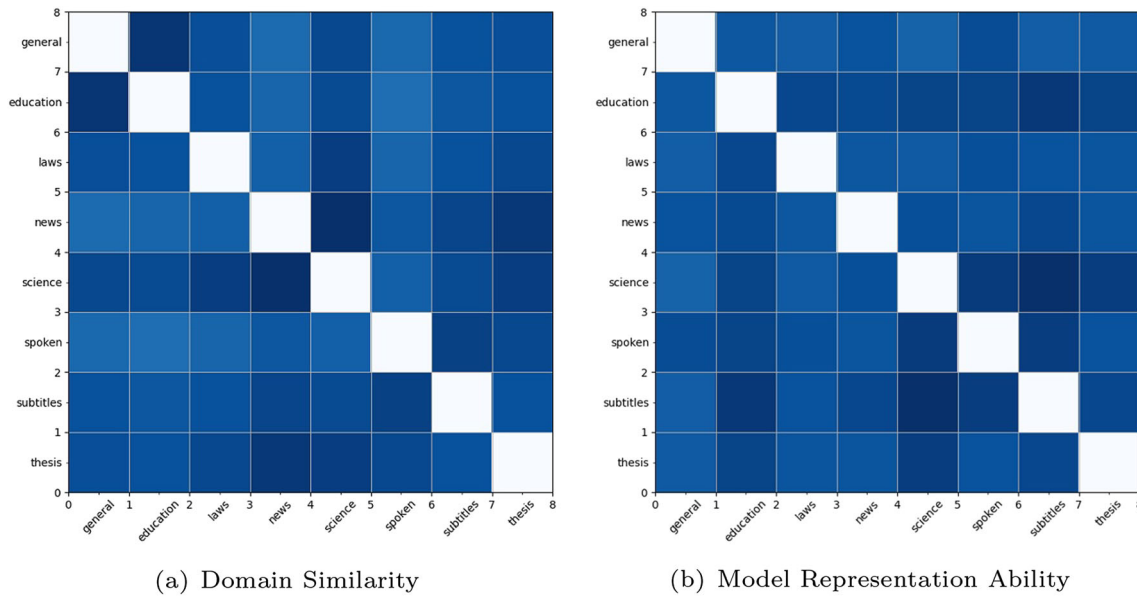 8
general
7
education
6
laws
5
news
4
science
3
spoken
2
subtitles
1
thesis
0
0 1 2 3 4 5 6 7 8
general education laws news science spoken subtitles thesis
(a) Domain Similarity
8
general
7
education
6
laws
5
news
4
science
3
spoken
2
subtitles
1
thesis
0
0 1 2 3 4 5 6 7
general education laws news science spoken subtitles thesis
(b) Model Representation Ability